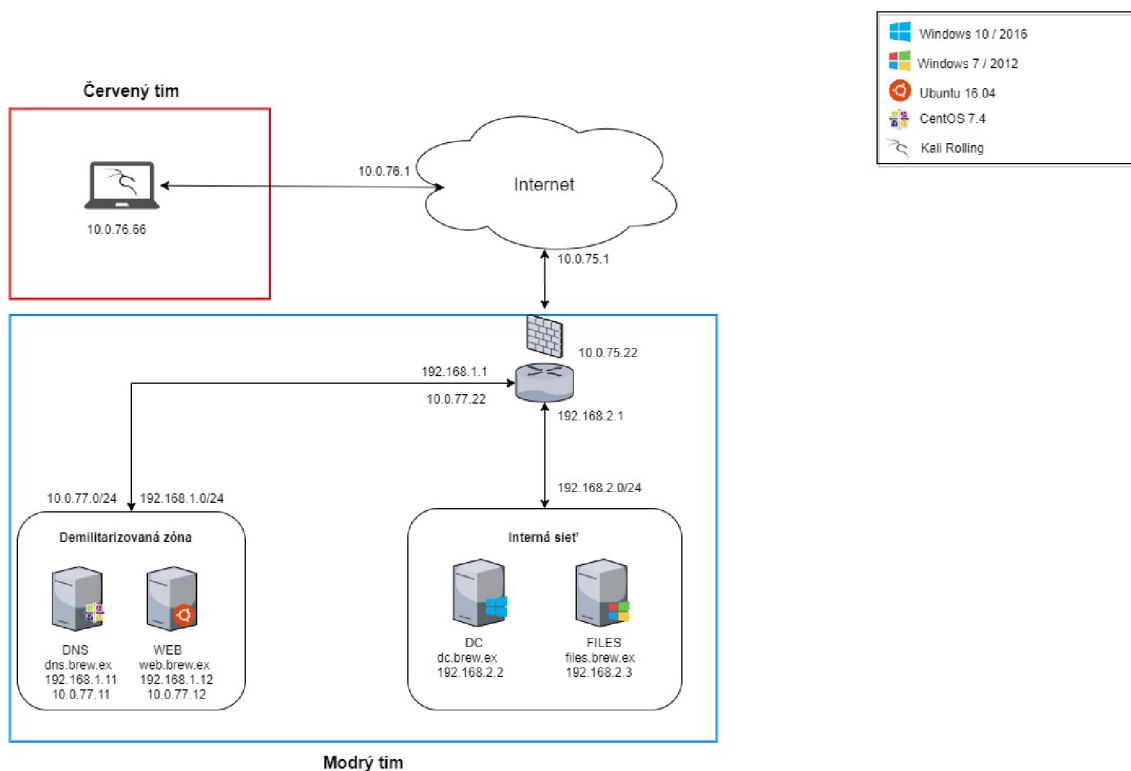 Windows 10 / 2016
Windows 7 / 2012
Ubuntu 16.04
CentOS 7.4
Kali Rolling
Červený tím
10.0.76.1
Internet
10.0.76.66
10.0.75.1
10.0.75.22
192.168.1.1
10.0.77.22
192.168.2.1
10.0.77.0/24
192.168.1.0/24
192.168.2.0/24
Demilitarizovaná zóna
Interná sieť
DNS
dns.brew.ex
192.168.1.11
10.0.77.11
WEB
web.brew.ex
192.168.1.12
10.0.77.12
DC
dc.brew.ex
192.168.2.2
FILES
files.brew.ex
192.168.2.3
Modrý tím